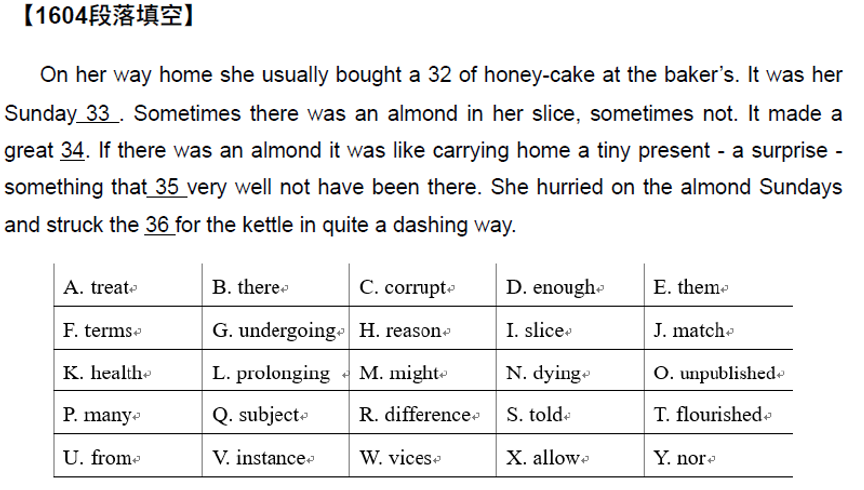 【1604段落填空】
On her way home she usually bought a 32 of honey-cake at the baker's. It was her
Sunday 33 . Sometimes there was an almond in her slice, sometimes not. It made a
great 34. If there was an almond it was like carrying home a tiny present - a surprise -
something that 35 very well not have been there. She hurried on the almond Sundays
and struck the 36 for the kettle in quite a dashing way.
A. treat B. there C. corrupt D. enough E. them
F. terms G. undergoing H. reason I. slice J. match
K. health L. prolonging M. might N. dying O. unpublished
P. many Q. subject R. difference S. told T. flourished
U. from V. instance W. vices X. allow Y. nor